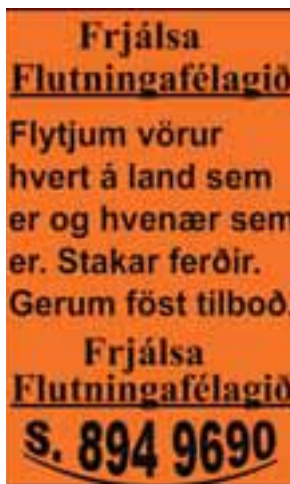 Frjálsa
Flutningafélagið
Flytjum vörur
hvert á land sem
er og hvenær sem
er. Stakar ferðir.
Gerum föst tilboð.
Frjálsa
Flutningafélagið
s. 894 9690